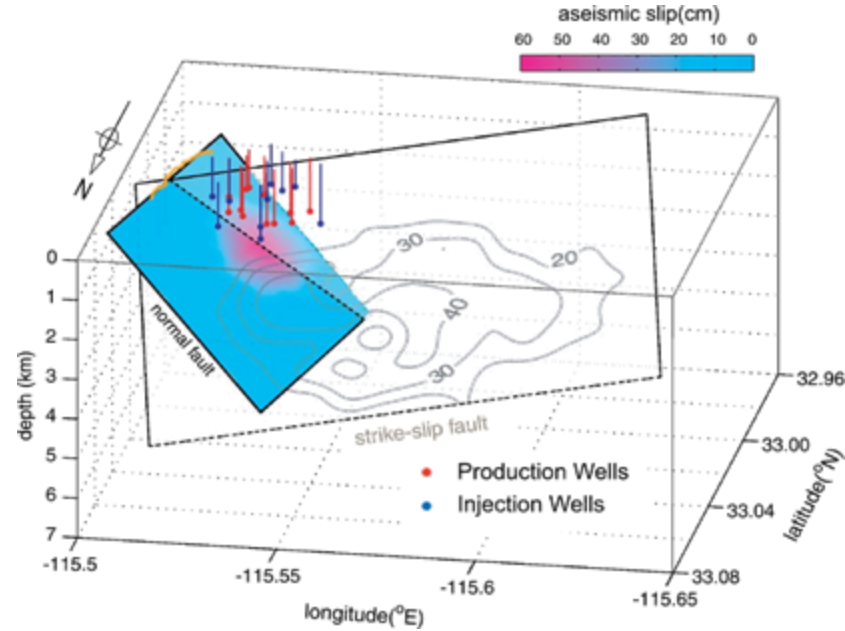 aseismic slip(cm)
60 50 40 30 20 10 0
N
30
20
40
30
normal fault
strike-slip fault
Production Wells
Injection Wells
0
1
2
3
4
5
6
7
depth (km)
-115.5
-115.55
-115.6
-115.65
longitude(°E)
32.96
33.00
33.04
33.08
latitude(°N)